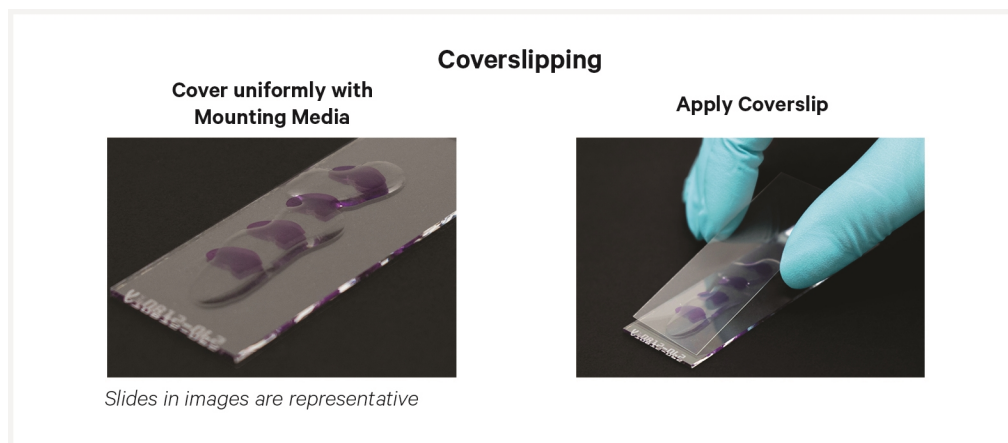 Coverslipping
Cover uniformly with
Mounting Media
Apply Coverslip
Slides in images are representative